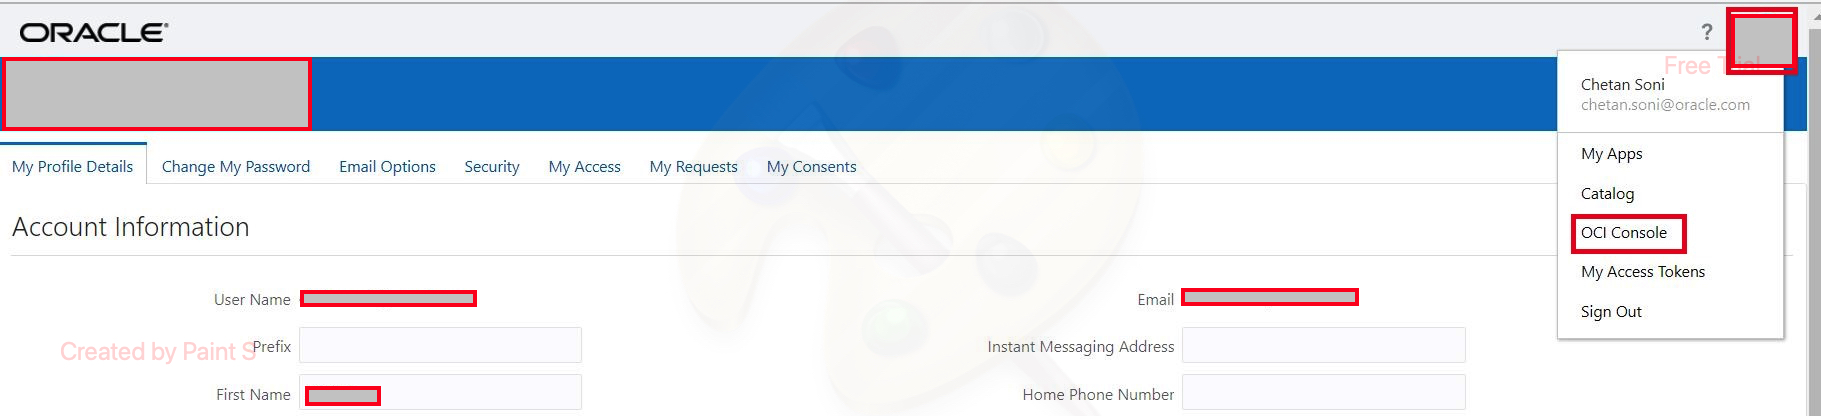 ORACLE
?
Free Trial
Chetan Soni
chetan.soni@oracle.com
My Profile Details Change My Password Email Options Security My Access My Requests My Consents
My Apps
Catalog
OCI Console
My Access Tokens
Sign Out
Account Information
User Name
Email
Created by Paint S
Prefix
Instant Messaging Address
First Name
Home Phone Number